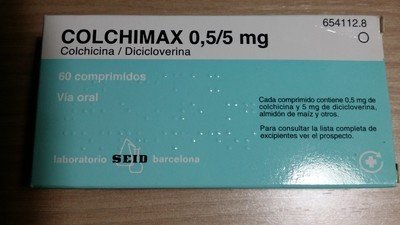 654112.8
COLCHIMAX 0,5/5 mg
Colchicina / Dicicloverina
60 comprimidos
Vía oral
Cada comprimido contiene 0,5 mg de
colchicina y 5 mg de dicicloverina,
almidón de maíz y otros.
Para consultar la lista completa de
excipientes ver el prospecto.
laboratorio SEID barcelona